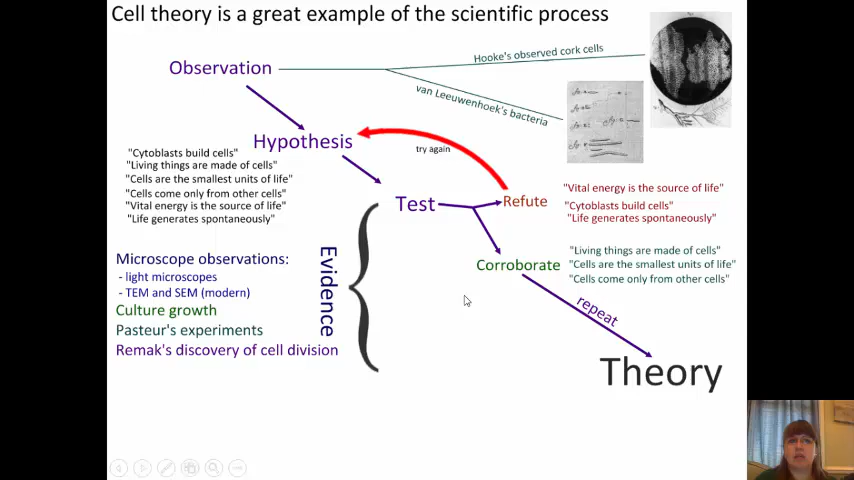 Cell theory is a great example of the scientific process
Observation
Hooke's observed cork cells
van Leeuwenhoek's bacteria
Hypothesis
"Cytoblasts build cells"
"Living things are made of cells"
"Cells are the smallest units of life"
"Cells come only from other cells"
"Vital energy is the source of life"
"Life generates spontaneously"
try again
Test
Refute
"Vital energy is the source of life"
"Cytoblasts build cells"
"Life generates spontaneously"
Corroborate
"Living things are made of cells"
"Cells are the smallest units of life"
"Cells come only from other cells"
Evidence
Microscope observations:
- light microscopes
- TEM and SEM (modern)
Culture growth
Pasteur's experiments
Remak's discovery of cell division
repeat
Theory